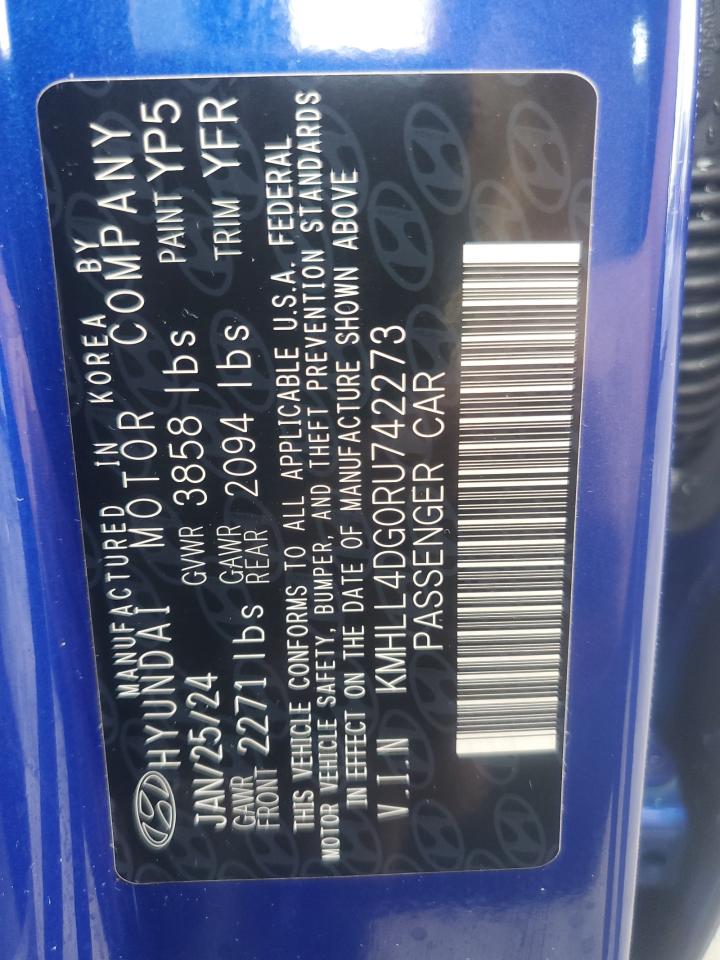 MANUFACTURED IN KOREA BY
HYUNDAI MOTOR COMPANY
JAN/25/24 GVWR 3858 lbs PAINT YP5
GAWR FRONT 2271 lbs GAWR REAR 2094 lbs TRIM YFR
THIS VEHICLE CONFORMS TO ALL APPLICABLE U.S.A. FEDERAL
MOTOR VEHICLE SAFETY, BUMPER, AND THEFT PREVENTION STANDARDS
IN EFFECT ON THE DATE OF MANUFACTURE SHOWN ABOVE
V.I.N KMHLL4DG0RU742273
PASSENGER CAR